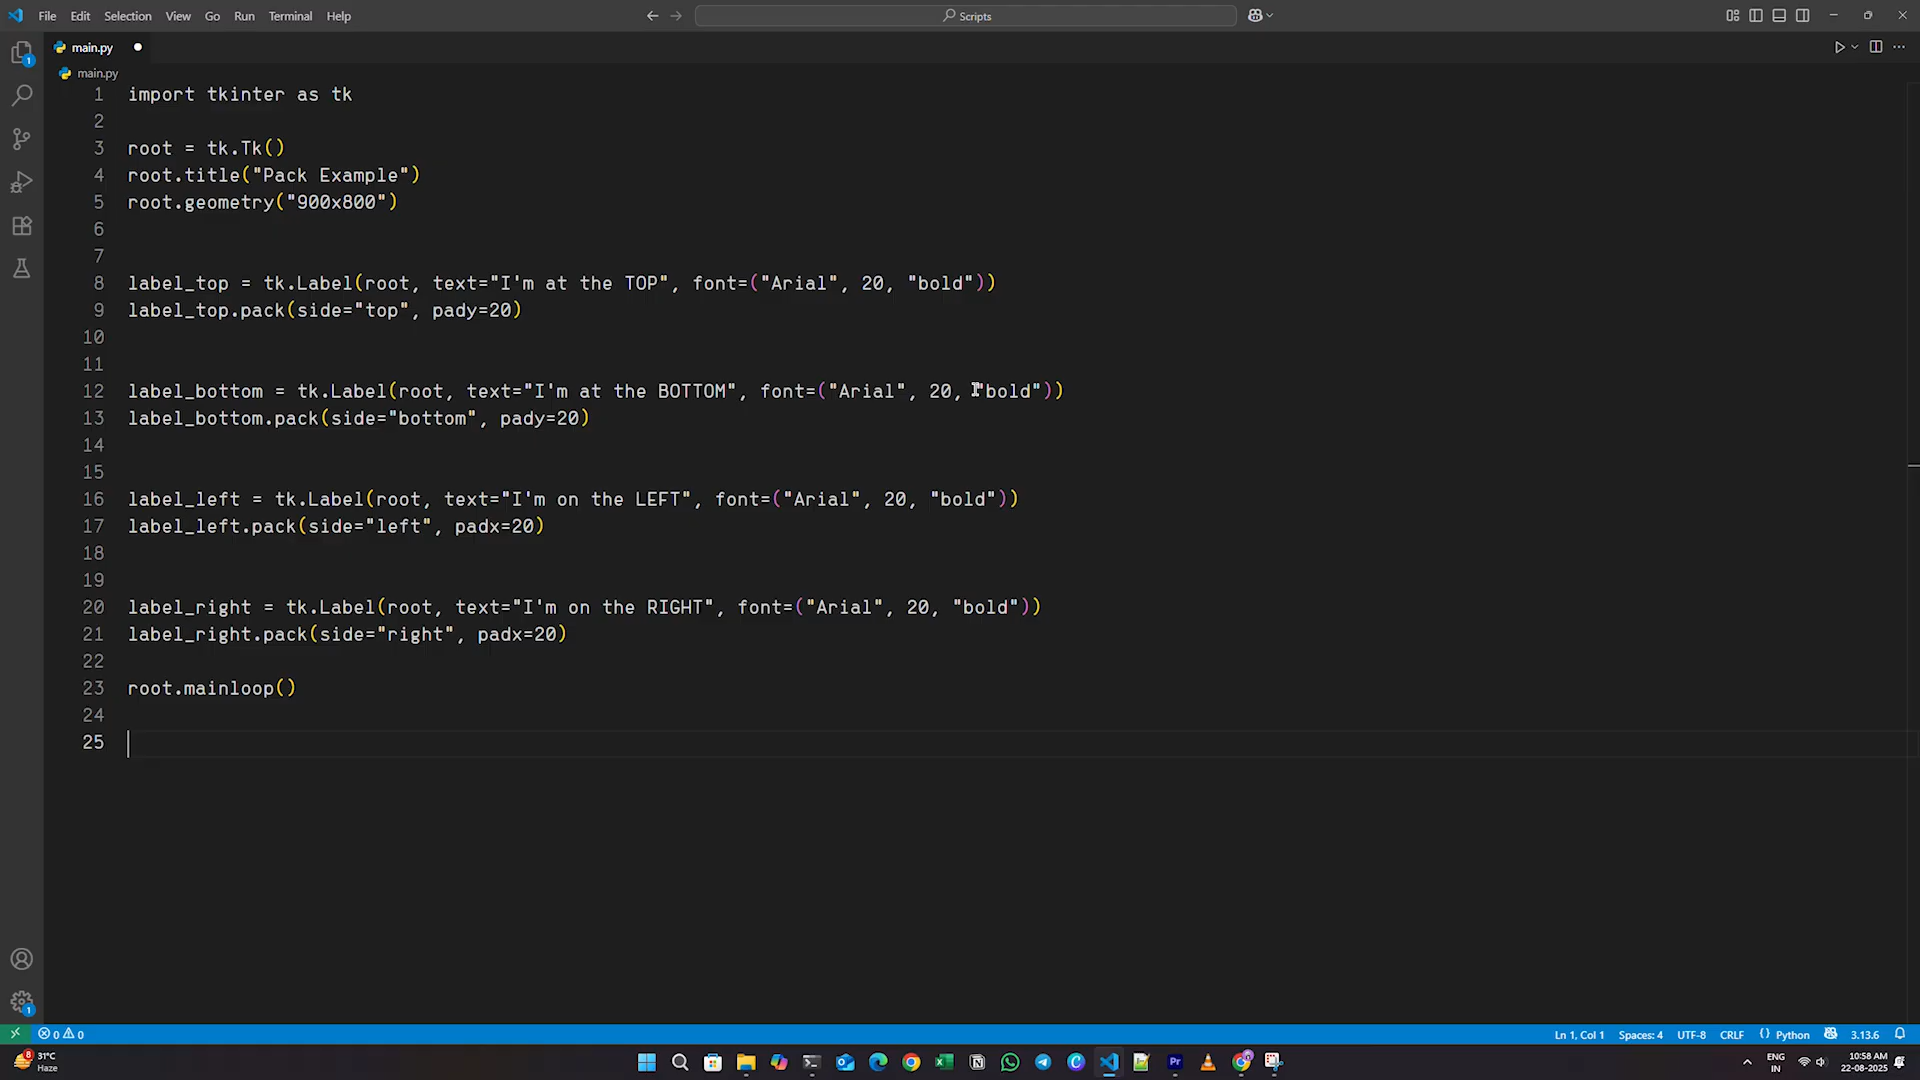 File Edit Selection View Go Run Terminal Help
Scripts
main.py
1
main.py
1 import tkinter as tk
2
3 root = tk.Tk()
4 root.title("Pack Example")
5 root.geometry("900x800")
6
7
8 label_top = tk.Label(root, text="I'm at the TOP", font=("Arial", 20, "bold"))
9 label_top.pack(side="top", pady=20)
10
11
12 label_bottom = tk.Label(root, text="I'm at the BOTTOM", font=("Arial", 20, "bold"))
13 label_bottom.pack(side="bottom", pady=20)
14
15
16 label_left = tk.Label(root, text="I'm on the LEFT", font=("Arial", 20, "bold"))
17 label_left.pack(side="left", padx=20)
18
19
20 label_right = tk.Label(root, text="I'm on the RIGHT", font=("Arial", 20, "bold"))
21 label_right.pack(side="right", padx=20)
22
23 root.mainloop()
24
25
1
0 0 Ln 1, Col 1 Spaces: 4 UTF-8 CRLF {} Python 3.13.6
8 31°C
Haze
Pr
ENG
IN
10:58 AM
22-08-2025